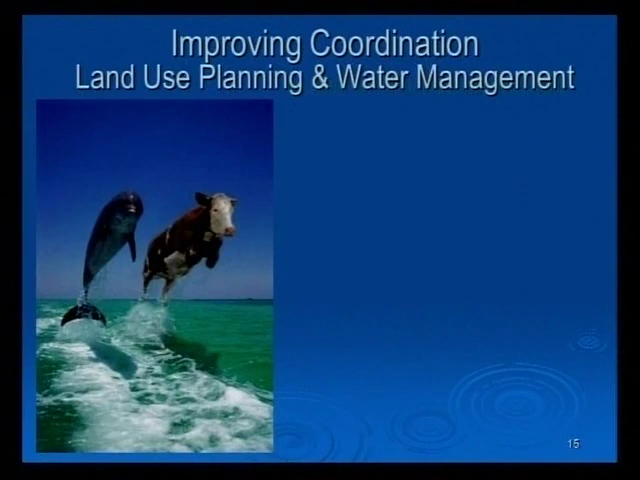 Improving Coordination
Land Use Planning & Water Management
15